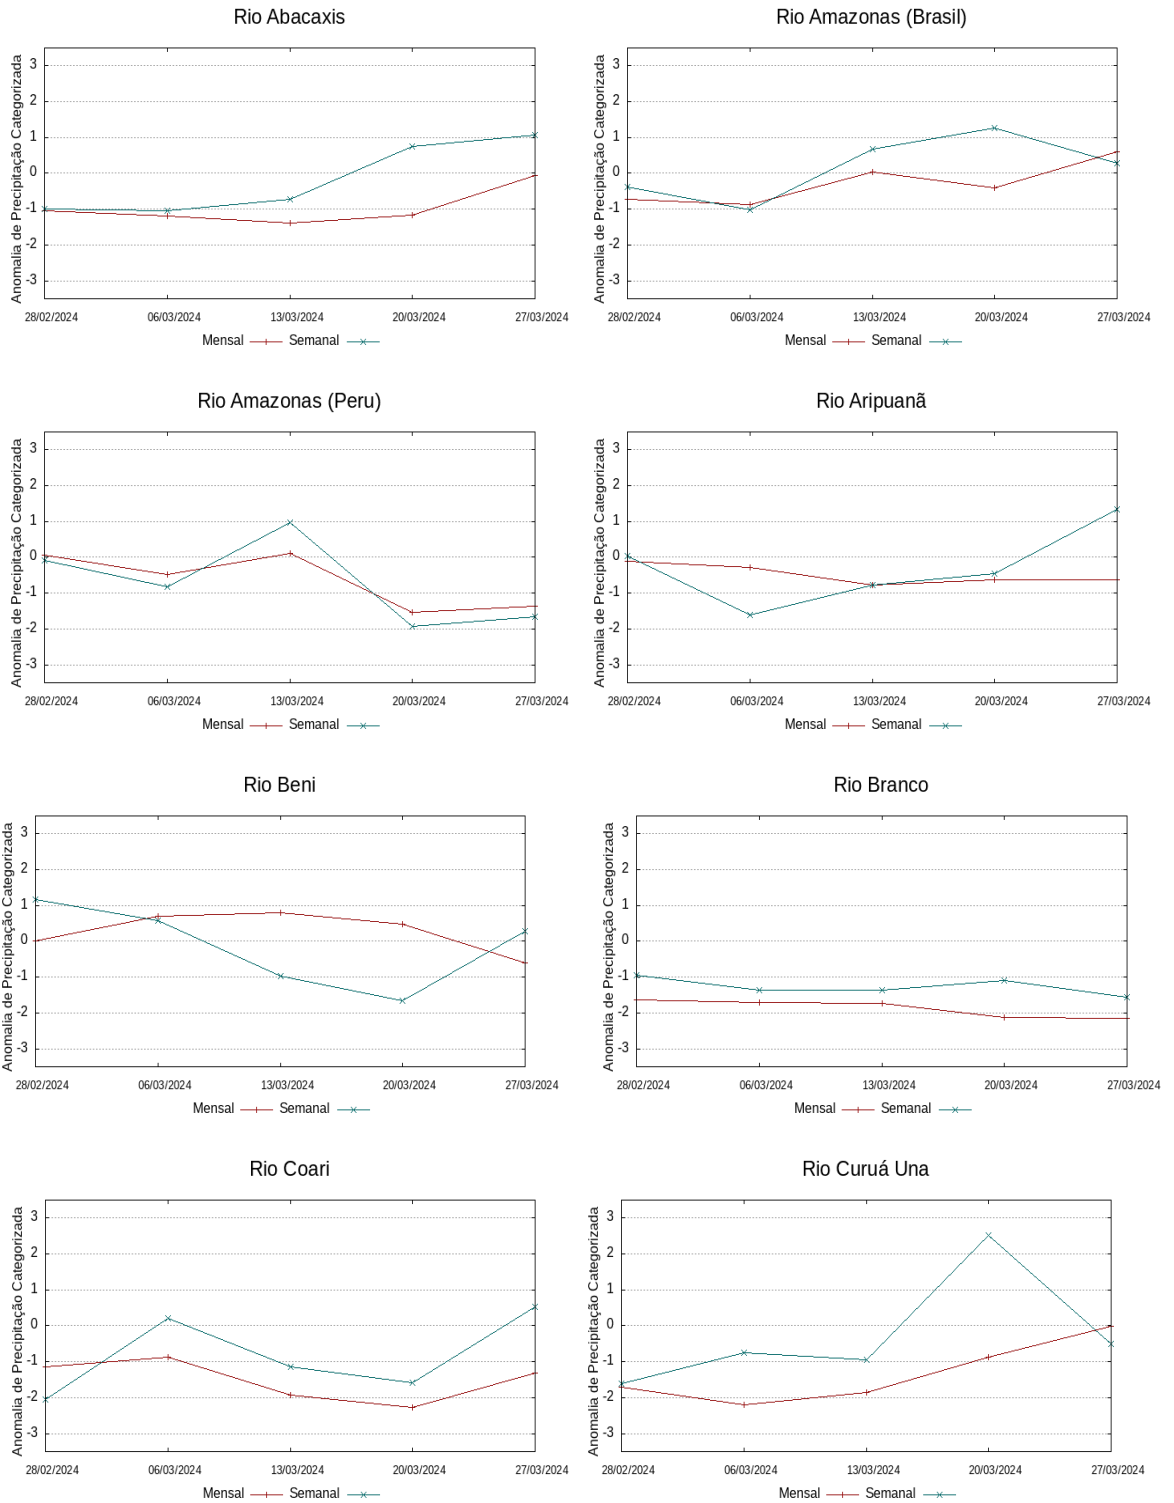 Rio Abacaxis
Anomalia de Precipitação Categorizada
3
2
1
0
-1
-2
-3
28/02/2024 06/03/2024 13/03/2024 20/03/2024 27/03/2024
Mensal Semanal
Rio Amazonas (Brasil)
Anomalia de Precipitação Categorizada
3
2
1
0
-1
-2
-3
28/02/2024 06/03/2024 13/03/2024 20/03/2024 27/03/2024
Mensal Semanal
Rio Amazonas (Peru)
Anomalia de Precipitação Categorizada
3
2
1
0
-1
-2
-3
28/02/2024 06/03/2024 13/03/2024 20/03/2024 27/03/2024
Mensal Semanal
Rio Aripuanã
Anomalia de Precipitação Categorizada
3
2
1
0
-1
-2
-3
28/02/2024 06/03/2024 13/03/2024 20/03/2024 27/03/2024
Mensal Semanal
Rio Beni
Anomalia de Precipitação Categorizada
3
2
1
0
-1
-2
-3
28/02/2024 06/03/2024 13/03/2024 20/03/2024 27/03/2024
Mensal Semanal
Rio Branco
Anomalia de Precipitação Categorizada
3
2
1
0
-1
-2
-3
28/02/2024 06/03/2024 13/03/2024 20/03/2024 27/03/2024
Mensal Semanal
Rio Coari
Anomalia de Precipitação Categorizada
3
2
1
0
-1
-2
-3
28/02/2024 06/03/2024 13/03/2024 20/03/2024 27/03/2024
Mensal Semanal
Rio Curuá Una
Anomalia de Precipitação Categorizada
3
2
1
0
-1
-2
-3
28/02/2024 06/03/2024 13/03/2024 20/03/2024 27/03/2024
Mensal Semanal